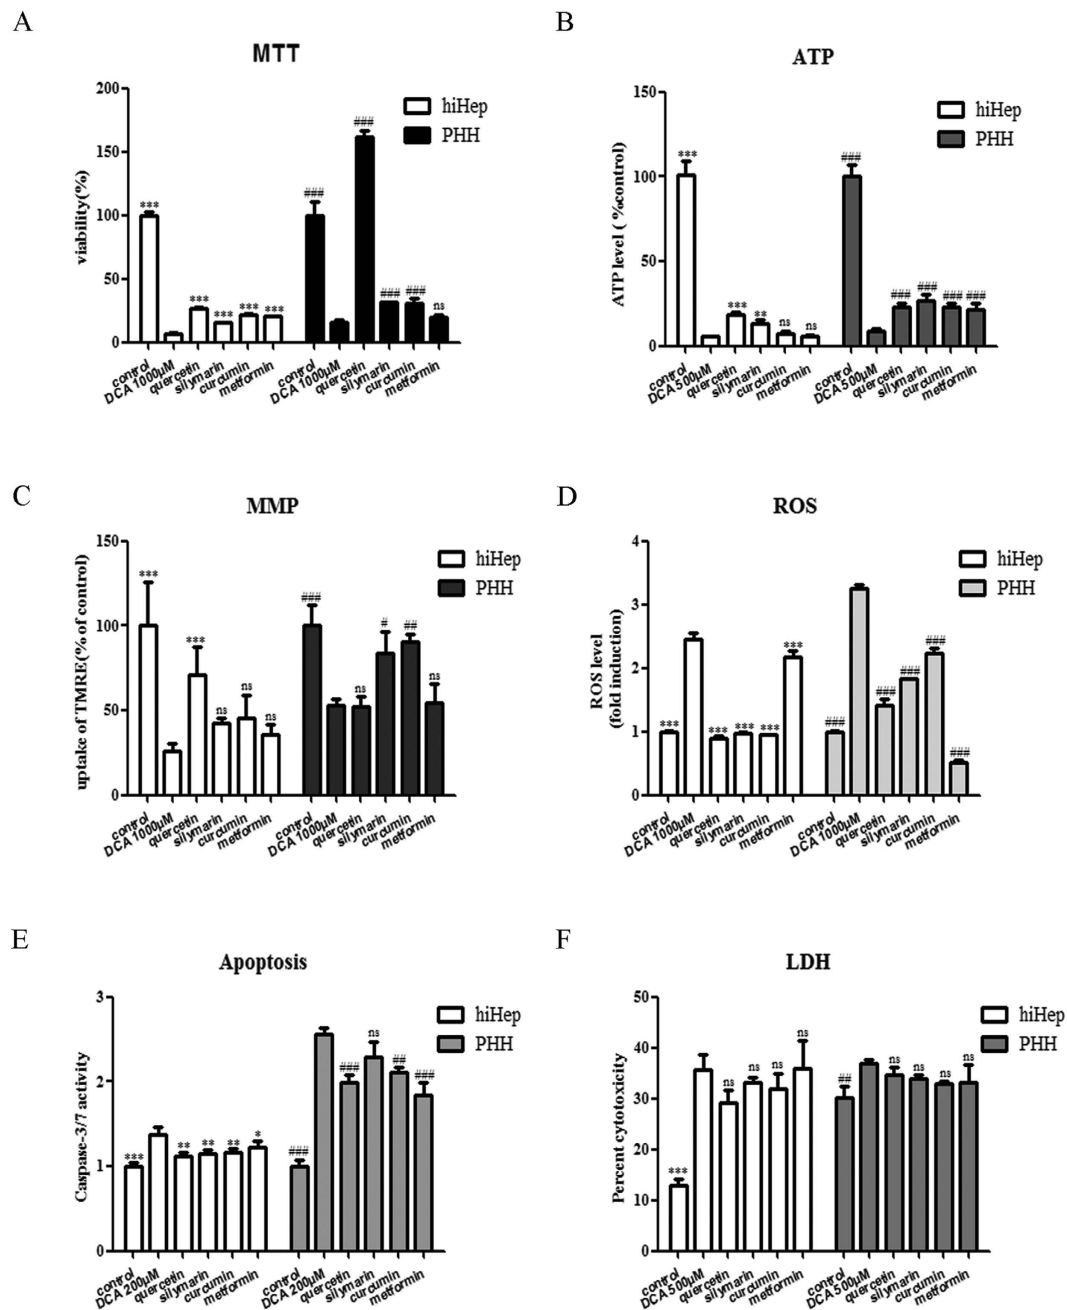 A
MTT
200
150
100
50
0
viability(%)
hiHep
PHH
***
***
***
***
***
###
###
###
###
ns
control
DCA 1000µM
quercetin
silymarin
curcumin
metformin
control
DCA 1000µM
quercetin
silymarin
curcumin
metformin
B
ATP
150
100
50
0
ATP level ( %control)
hiHep
PHH
***
***
**
ns
ns
###
###
###
###
###
control
DCA 500µM
quercetin
silymarin
curcumin
metformin
control
DCA 500µM
quercetin
silymarin
curcumin
metformin
C
MMP
150
100
50
0
uptake of TMRE(% of control)
hiHep
PHH
***
***
ns
ns
ns
###
ns
#
##
ns
control
DCA 1000µM
quercetin
silymarin
curcumin
metformin
control
DCA 1000µM
quercetin
silymarin
curcumin
metformin
D
ROS
4
3
2
1
0
ROS level
(fold induction)
hiHep
PHH
***
***
***
***
***
###
###
###
###
###
control
DCA 1000µM
quercetin
silymarin
curcumin
metformin
control
DCA 1000µM
quercetin
silymarin
curcumin
metformin
E
Apoptosis
3
2
1
0
Caspase-3/7 activity
hiHep
PHH
***
**
**
**
*
###
###
ns
##
###
control
DCA 200µM
quercetin
silymarin
curcumin
metformin
control
DCA 200µM
quercetin
silymarin
curcumin
metformin
F
LDH
50
40
30
20
10
0
Percent cytotoxicity
hiHep
PHH
***
ns
ns
ns
ns
##
ns
ns
ns
ns
control
DCA 500µM
quercetin
silymarin
curcumin
metformin
control
DCA 500µM
quercetin
silymarin
curcumin
metformin